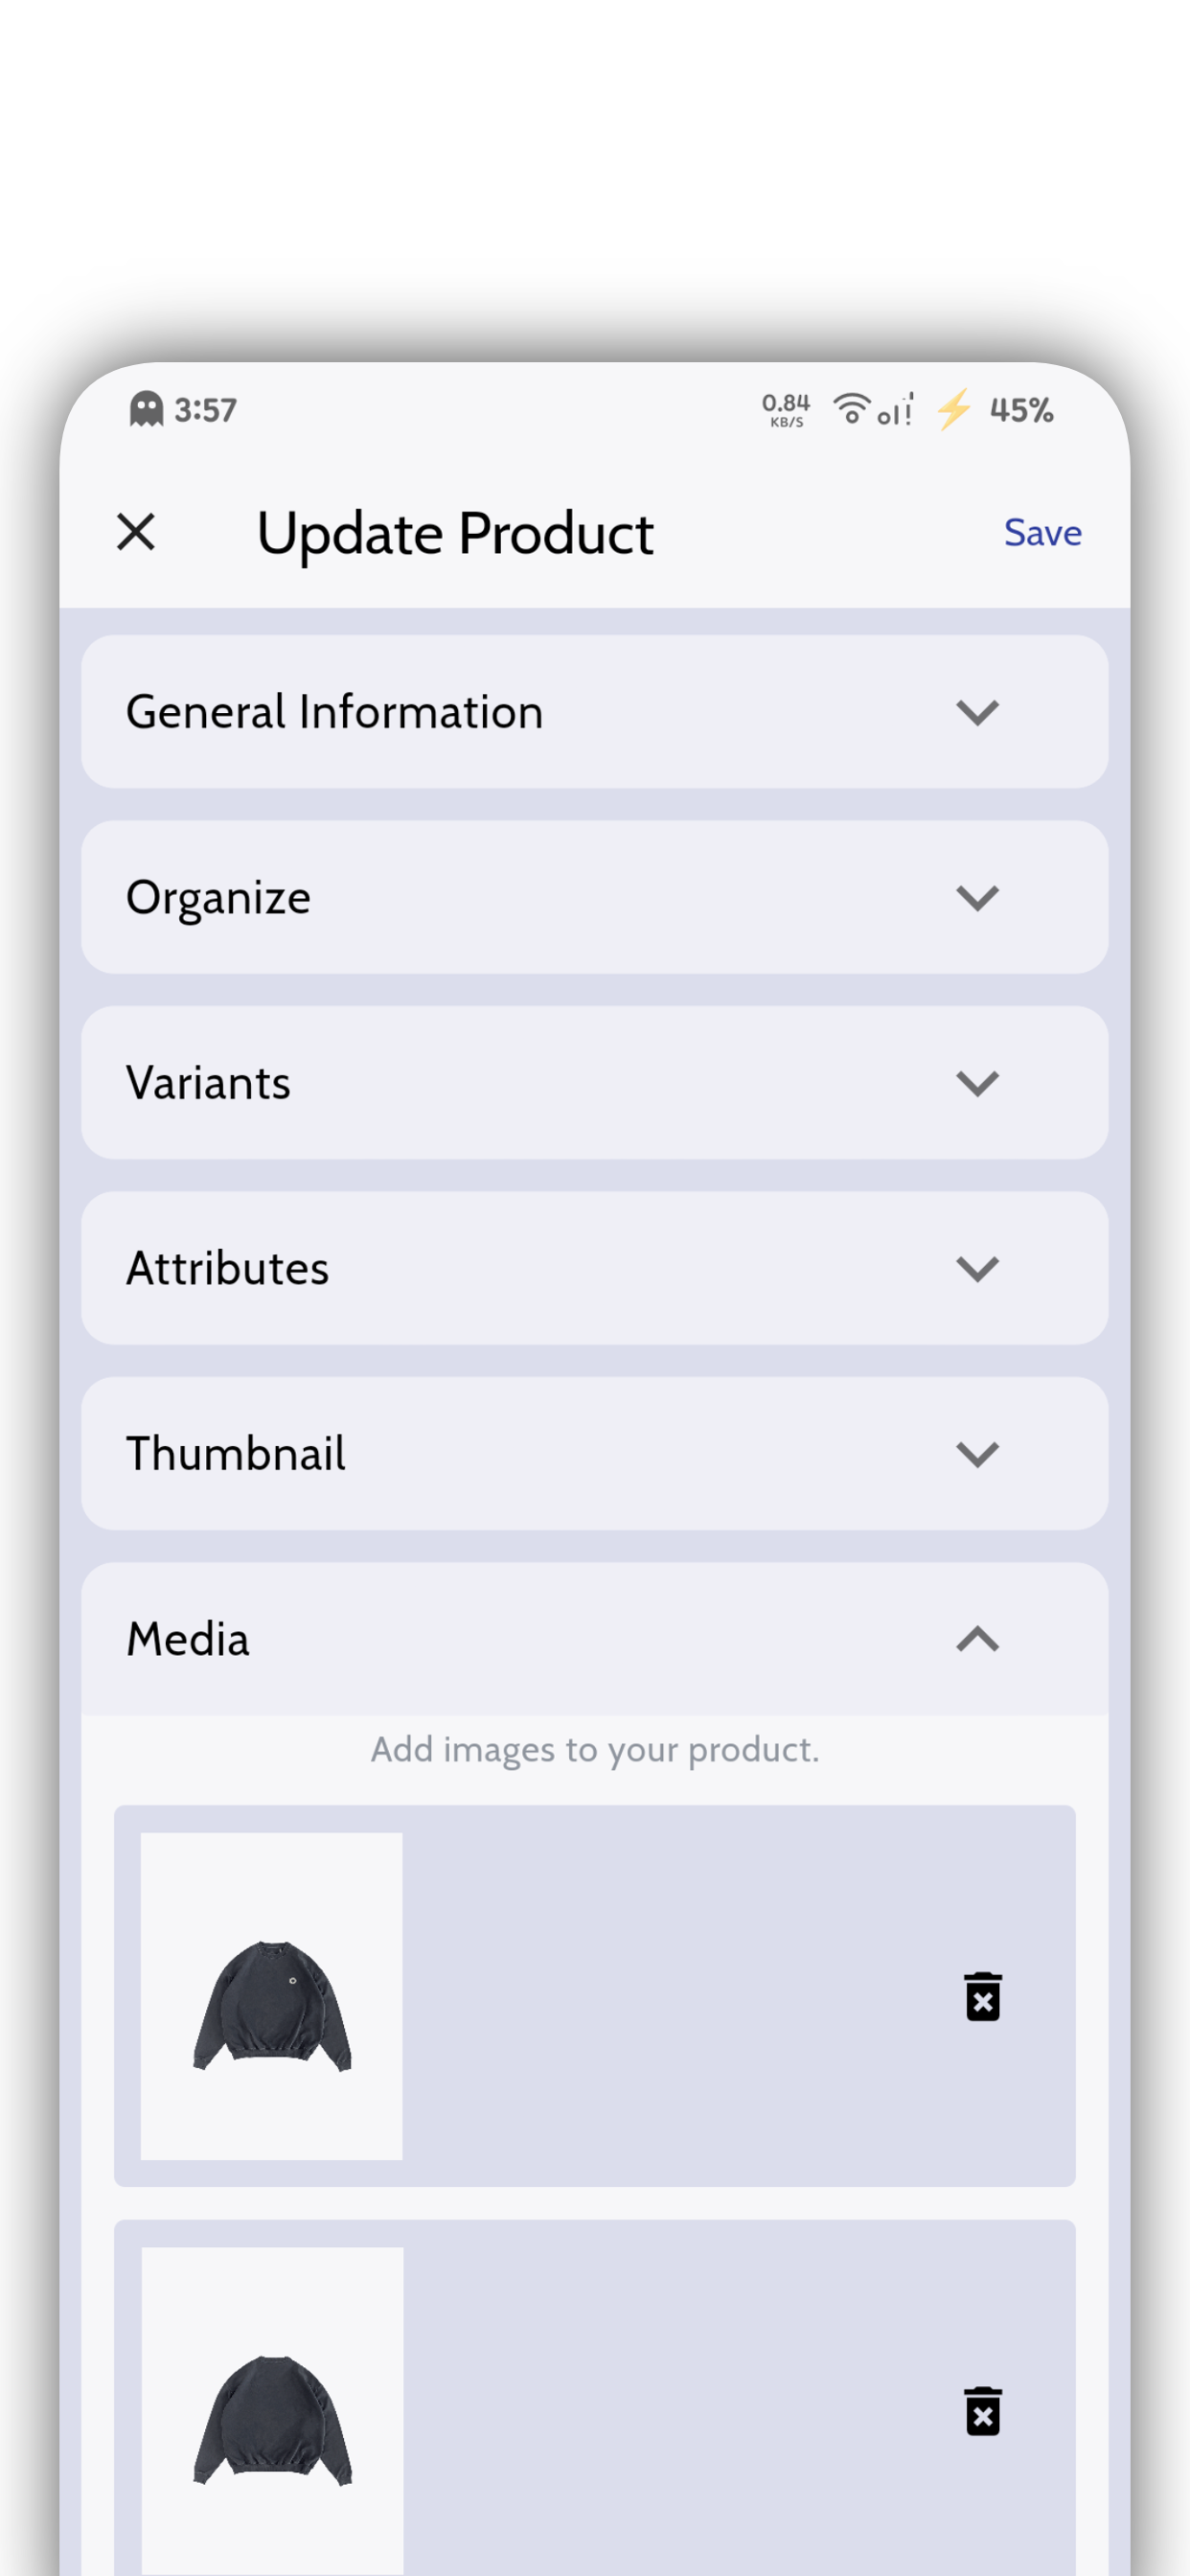 3:57
0.84
KB/S
45%
Update Product
Save
General Information
Organize
Variants
Attributes
Thumbnail
Media
Add images to your product.